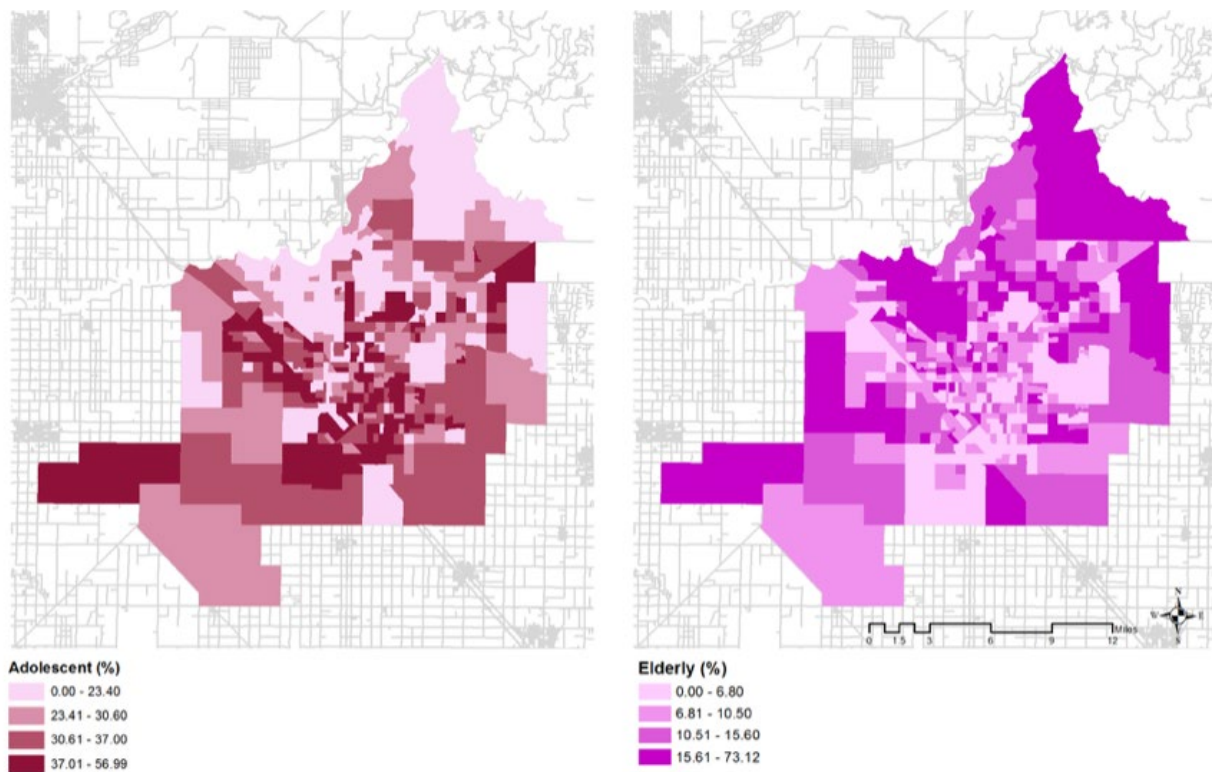 N
W
E
S
Miles
0 1.5 3 6 9 12
Adolescent (%)
0.00 - 23.40
23.41 - 30.60
30.61 - 37.00
37.01 - 56.99
Elderly (%)
0.00 - 6.80
6.81 - 10.50
10.51 - 15.60
15.61 - 73.12